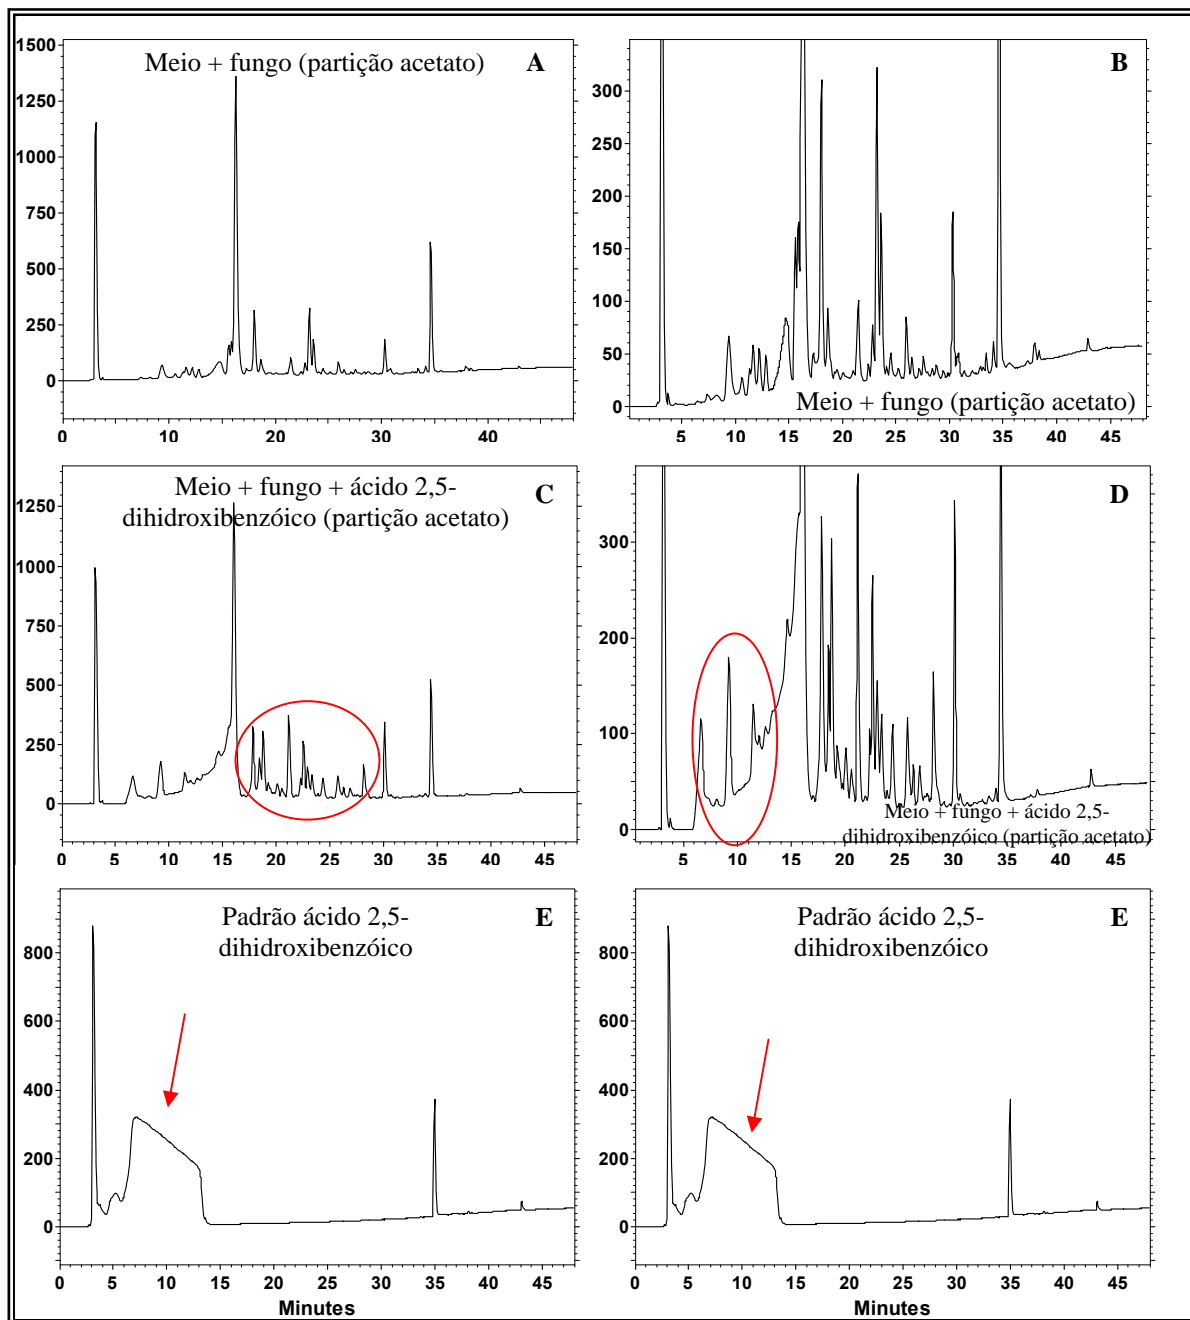 Meio + fungo (partição acetato) A
1500
1250
1000
750
500
250
0
0 10 20 30 40
B
300
250
200
150
100
50
0
Meio + fungo (partição acetato)
5 10 15 20 25 30 35 40 45
Meio + fungo + ácido 2,5- C
dihidroxibenzóico (partição acetato)
1250
1000
750
500
250
0
0 5 10 15 20 25 30 35 40 45
D
300
200
100
0
Meio + fungo + ácido 2,5-
dihidroxibenzóico (partição acetato)
5 10 15 20 25 30 35 40 45
Padrão ácido 2,5- E
dihidroxibenzóico
800
600
400
200
0
0 5 10 15 20 25 30 35 40 45
Minutes
Padrão ácido 2,5- E
dihidroxibenzóico
800
600
400
200
0
0 5 10 15 20 25 30 35 40 45
Minutes